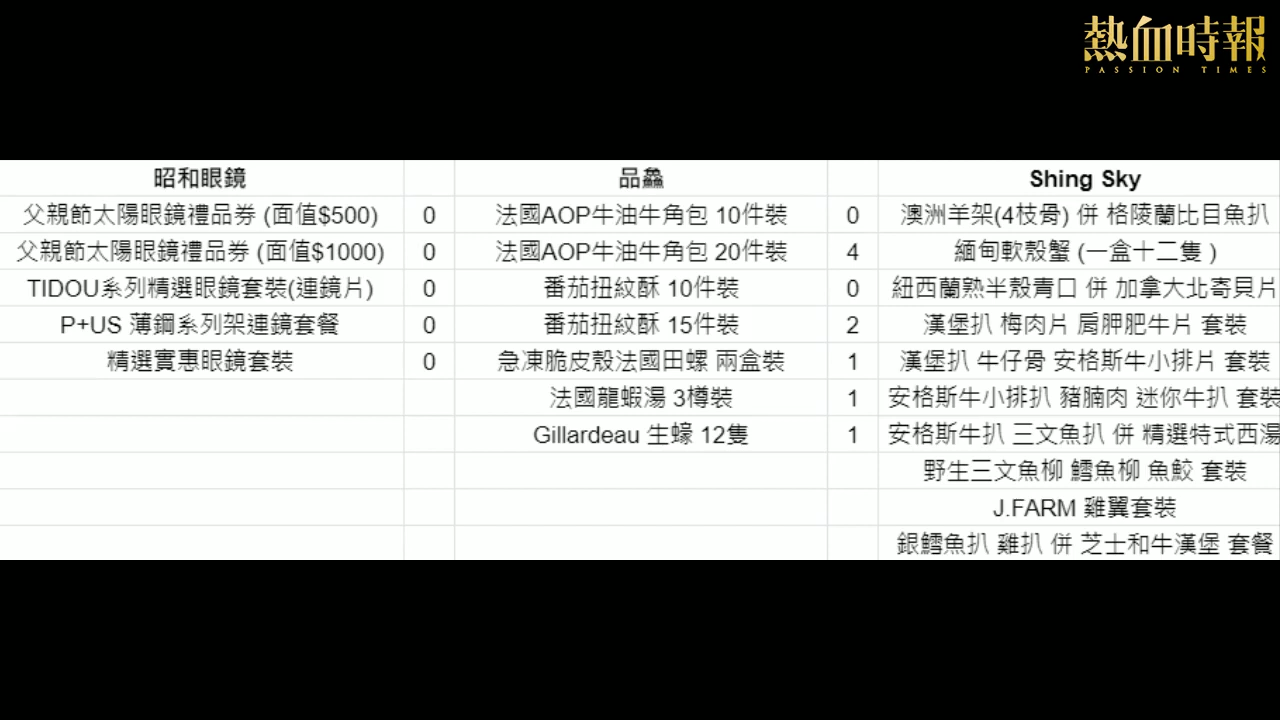 熱血時報
PASSION TIMES
昭和眼鏡 品鱻 Shing Sky
父親節太陽眼鏡禮品券 (面值$500) 0 法國AOP牛油牛角包 10件裝 0 澳洲羊架(4枝骨) 併 格陵蘭比目魚扒
父親節太陽眼鏡禮品券 (面值$1000) 0 法國AOP牛油牛角包 20件裝 4 緬甸軟殼蟹 (一盒十二隻 )
TIDOU系列精選眼鏡套裝(連鏡片) 0 番茄扭紋酥 10件裝 0 紐西蘭熟半殼青口 併 加拿大北寄貝片
P+US 薄鋼系列架連鏡套餐 0 番茄扭紋酥 15件裝 2 漢堡扒 梅肉片 肩胛肥牛片 套裝
精選實惠眼鏡套裝 0 急凍脆皮殼法國田螺 兩盒裝 1 漢堡扒 牛仔骨 安格斯牛小排片 套裝
法國龍蝦湯 3樽裝 1 安格斯牛小排扒 豬腩肉 迷你牛扒 套裝
Gillardeau 生蠔 12隻 1 安格斯牛扒 三文魚扒 併 精選特式西湯
野生三文魚柳 鱈魚柳 魚鮫 套裝
J.FARM 雞翼套裝
銀鱈魚扒 雞扒 併 芝士和牛漢堡 套餐